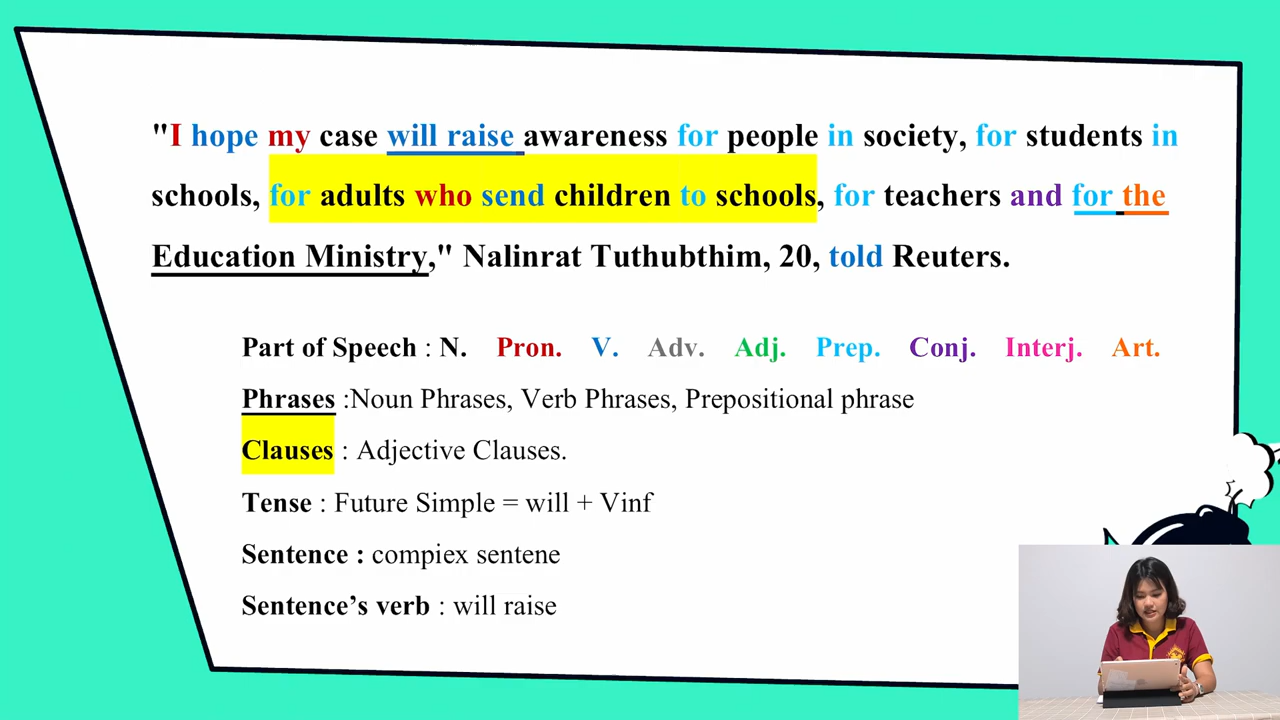 "I hope my case will raise awareness for people in society, for students in
schools, for adults who send children to schools, for teachers and for the
Education Ministry," Nalinrat Tuthubthim, 20, told Reuters.
Part of Speech : N. Pron. V. Adv. Adj. Prep. Conj. Interj. Art.
Phrases :Noun Phrases, Verb Phrases, Prepositional phrase
Clauses : Adjective Clauses.
Tense : Future Simple = will + Vinf
Sentence : compiex sentene
Sentence’s verb : will raise